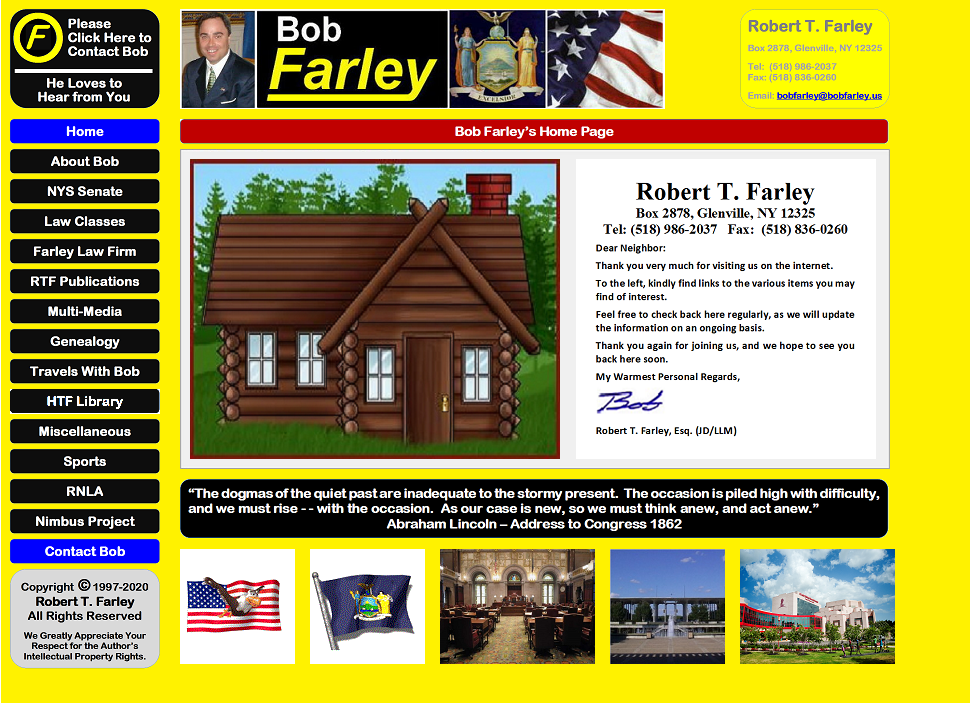 F
Please
Click Here to
Contact Bob
He Loves to
Hear from You
Bob
Farley
EXCELSIOR
Robert T. Farley
Box 2878, Glenville, NY 12325
Tel: (518) 986-2037
Fax: (518) 836-0260
Email: bobfarley@bobfarley.us
Home
About Bob
NYS Senate
Law Classes
Farley Law Firm
RTF Publications
Multi-Media
Genealogy
Travels With Bob
HTF Library
Miscellaneous
Sports
RNLA
Nimbus Project
Contact Bob
Copyright © 1997-2020
Robert T. Farley
All Rights Reserved
We Greatly Appreciate Your
Respect for the Author's
Intellectual Property Rights.
Bob Farley's Home Page
Robert T. Farley
Box 2878, Glenville, NY 12325
Tel: (518) 986-2037 Fax: (518) 836-0260
Dear Neighbor:
Thank you very much for visiting us on the internet.
To the left, kindly find links to the various items you may
find of interest.
Feel free to check back here regularly, as we will update
the information on an ongoing basis.
Thank you again for joining us, and we hope to see you
back here soon.
My Warmest Personal Regards,
Bob
Robert T. Farley, Esq. (JD/LLM)
“The dogmas of the quiet past are inadequate to the stormy present. The occasion is piled high with difficulty,
and we must rise - - with the occasion. As our case is new, so we must think anew, and act anew.”
Abraham Lincoln – Address to Congress 1862